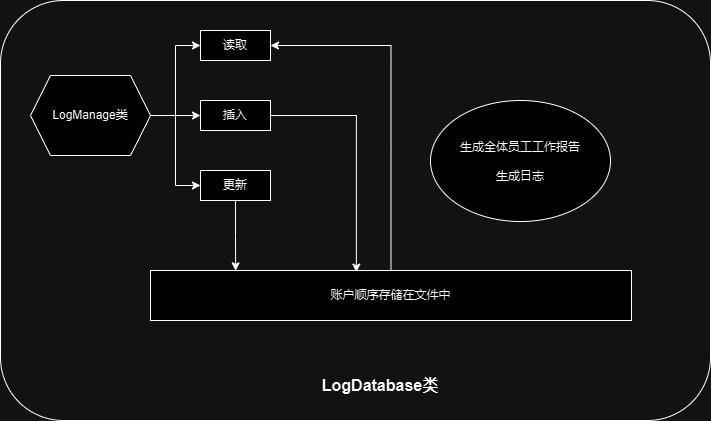 读取
LogManage类
插入
生成全体员工工作报告
生成日志
更新
账户顺序存储在文件中
LogDatabase类